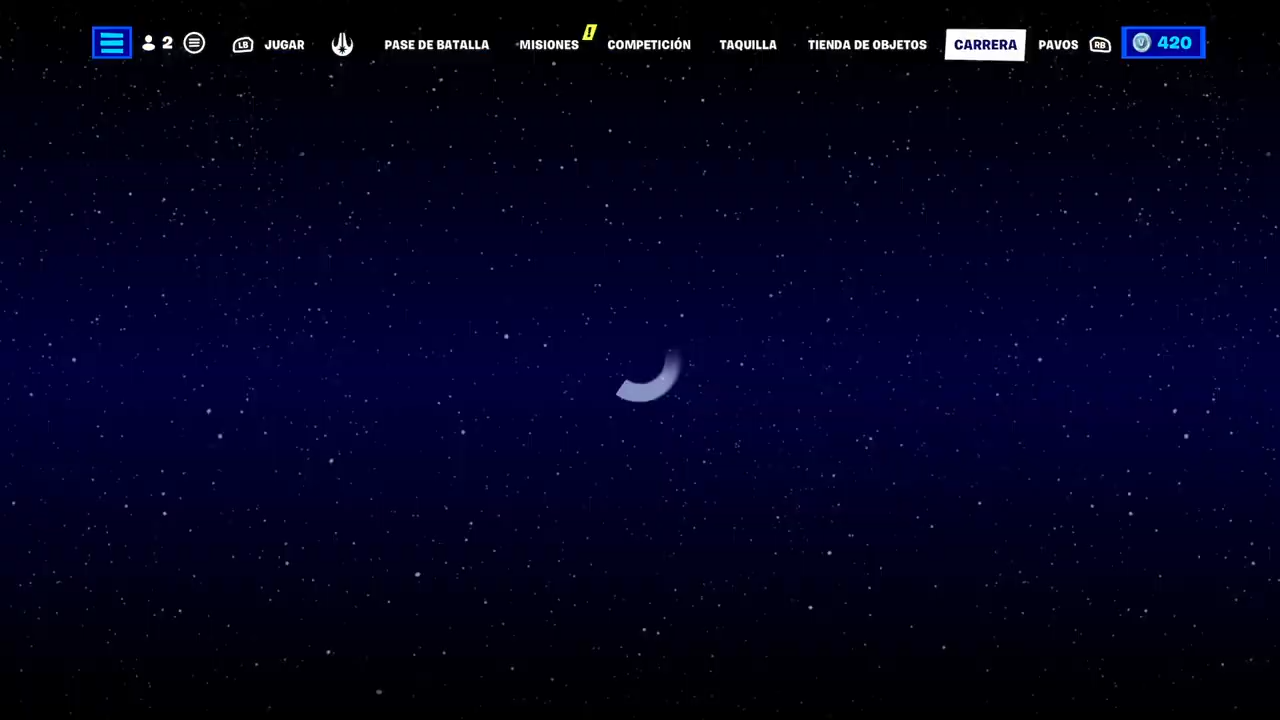 2 LB JUGAR PASE DE BATALLA MISIONES ! COMPETICIÓN TAQUILLA TIENDA DE OBJETOS CARRERA PAVOS RB V 420